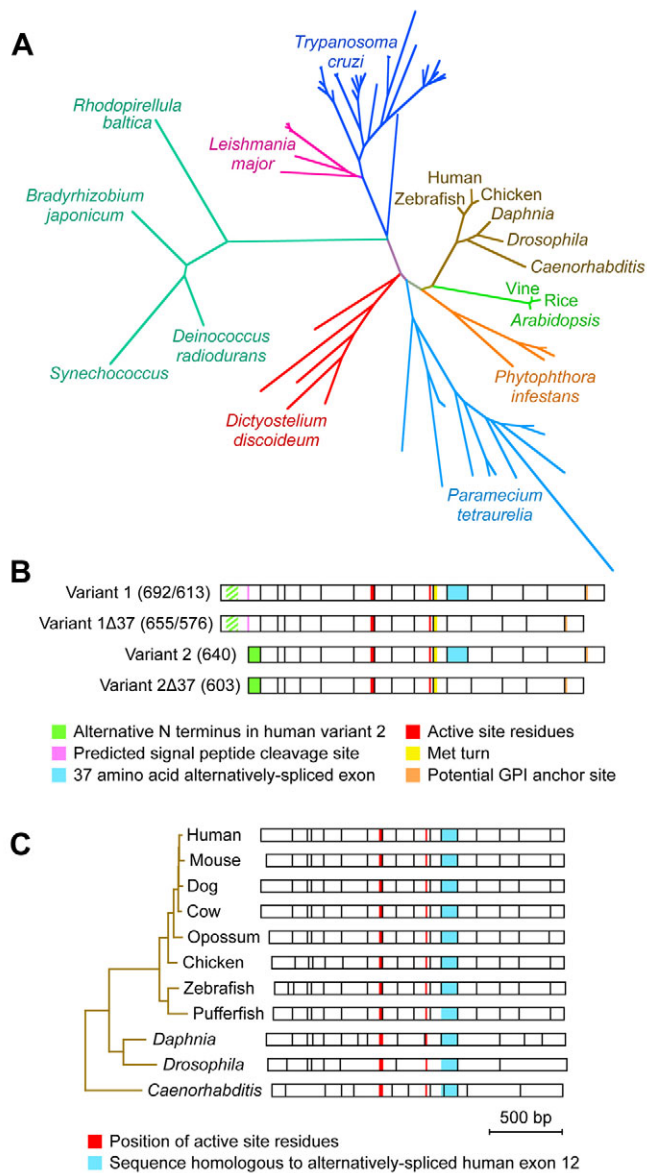 A
Trypanosoma
cruzi
Rhodopirellula
baltica
Leishmania
major
Human
Zebrafish
Chicken
Daphnia
Bradyrhizobium
japonicum
Drosophila
Caenorhabditis
Vine
Rice
Arabidopsis
Deinococcus
radiodurans
Synechococcus
Phytophthora
infestans
Dictyostelium
discoideum
Paramecium
tetraurelia
B
Variant 1 (692/613)
Variant 1Δ37 (655/576)
Variant 2 (640)
Variant 2Δ37 (603)
Alternative N terminus in human variant 2
Predicted signal peptide cleavage site
37 amino acid alternatively-spliced exon
Active site residues
Met turn
Potential GPI anchor site
C
Human
Mouse
Dog
Cow
Opossum
Chicken
Zebrafish
Pufferfish
Daphnia
Drosophila
Caenorhabditis
500 bp
Position of active site residues
Sequence homologous to alternatively-spliced human exon 12